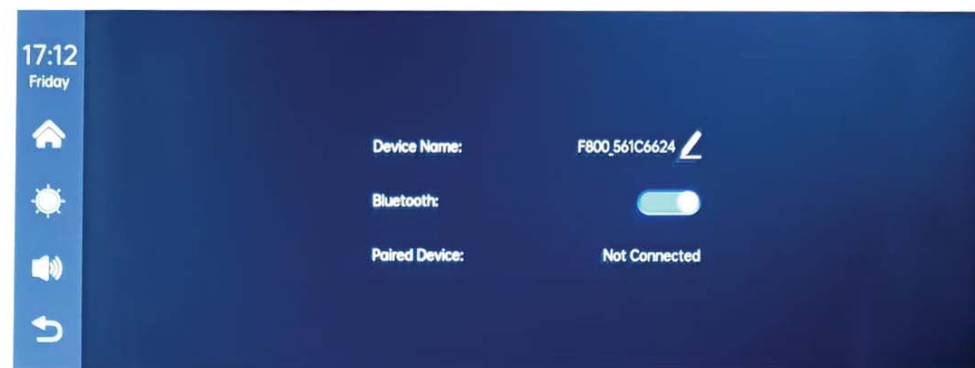 17:12
Friday
Device Name: F800_561C6624
Bluetooth:
Paired Device: Not Connected